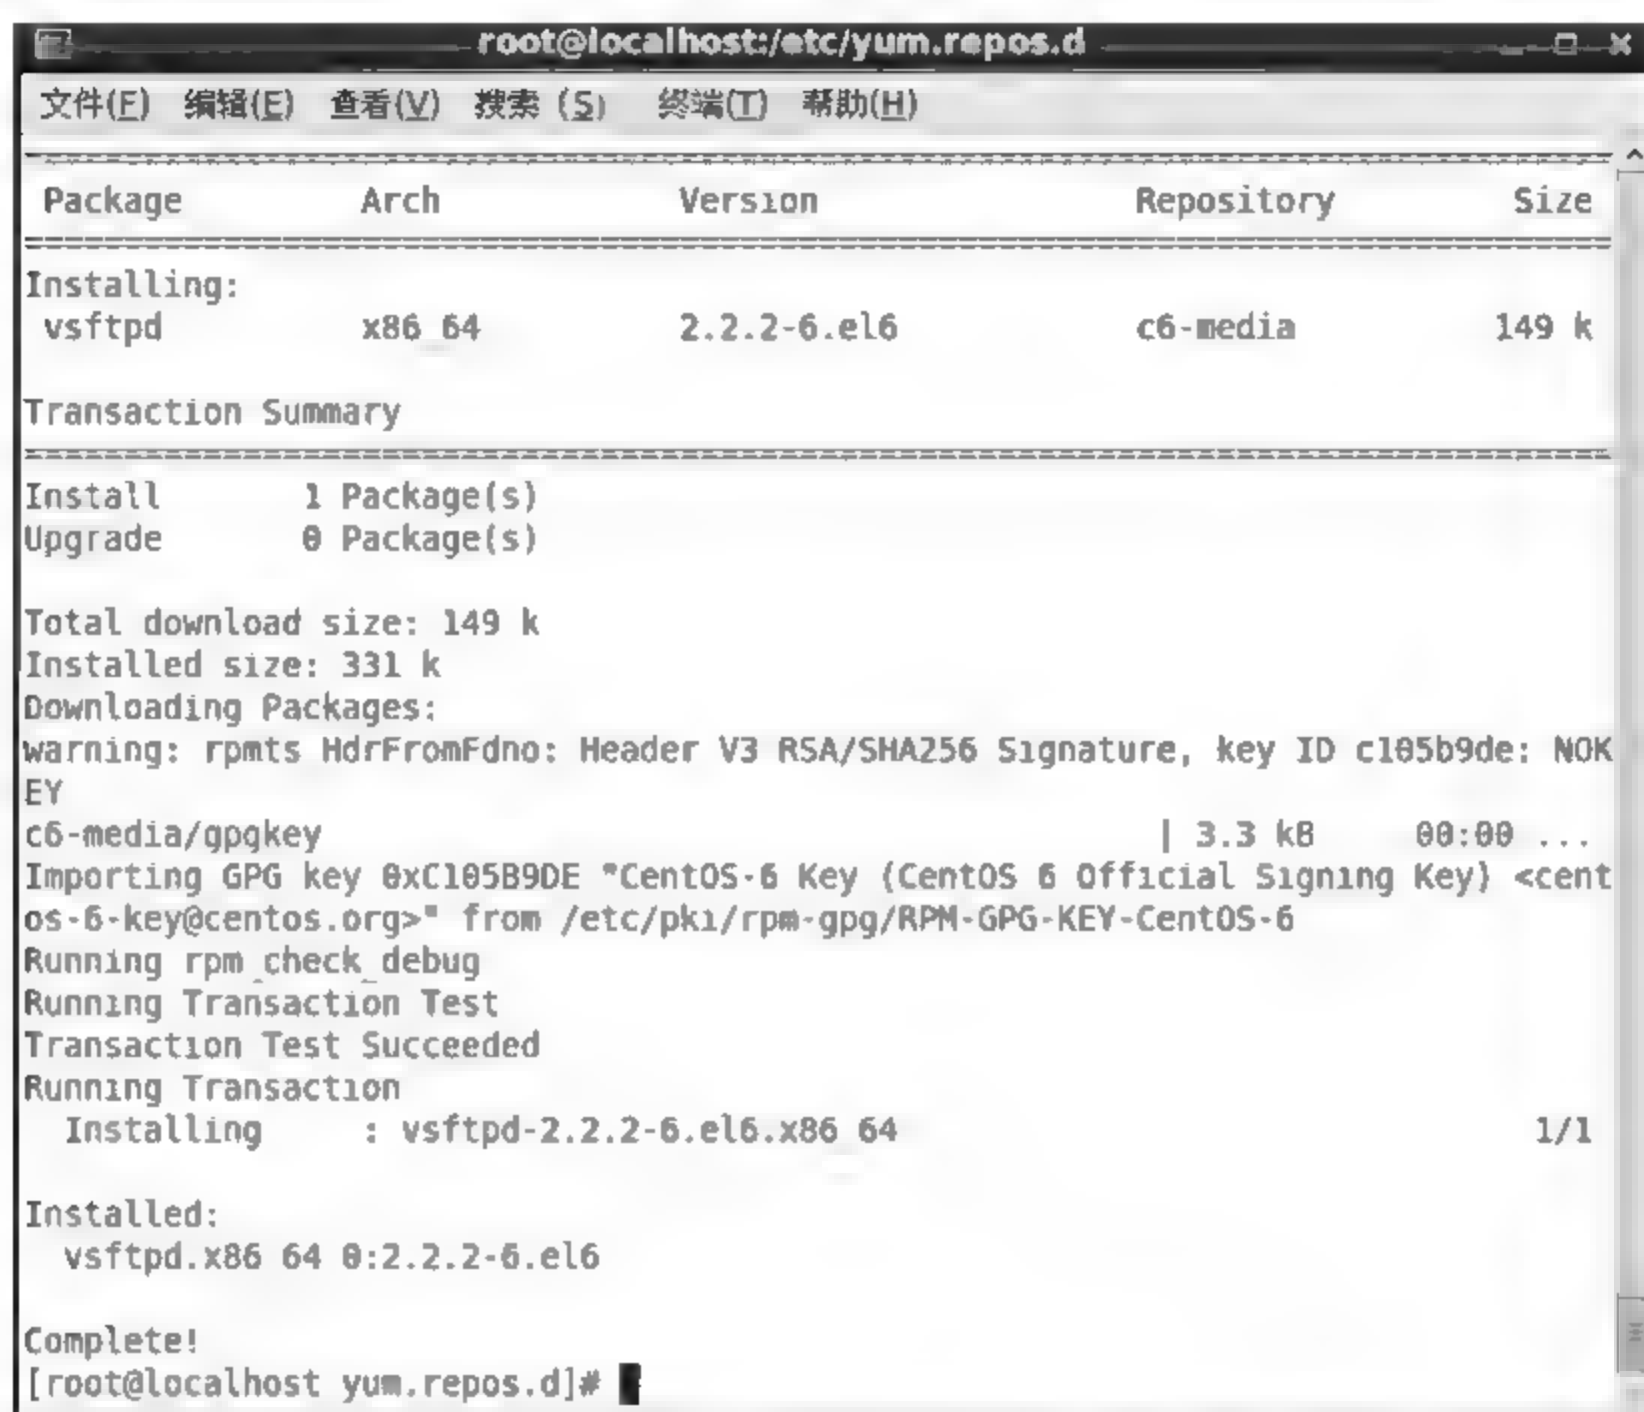 root@localhost:/etc/yum.repos.d
文件(F) 编辑(E) 查看(V) 搜索 (S) 终端(T) 帮助(H)
================================================================================
Package Arch Version Repository Size
================================================================================
Installing:
vsftpd x86_64 2.2.2-6.el6 c6-media 149 k
Transaction Summary
================================================================================
Install 1 Package(s)
Upgrade 0 Package(s)
Total download size: 149 k
Installed size: 331 k
Downloading Packages:
warning: rpmts_HdrFromFdno: Header V3 RSA/SHA256 Signature, key ID c105b9de: NOK
EY
c6-media/gpgkey | 3.3 kB 00:00 ...
Importing GPG key 0xC105B9DE "CentOS-6 Key (CentOS 6 Official Signing Key) <cent
os-6-key@centos.org>" from /etc/pki/rpm-gpg/RPM-GPG-KEY-CentOS-6
Running rpm_check_debug
Running Transaction Test
Transaction Test Succeeded
Running Transaction
Installing : vsftpd-2.2.2-6.el6.x86_64 1/1
Installed:
vsftpd.x86_64 0:2.2.2-6.el6
Complete!
[root@localhost yum.repos.d]#